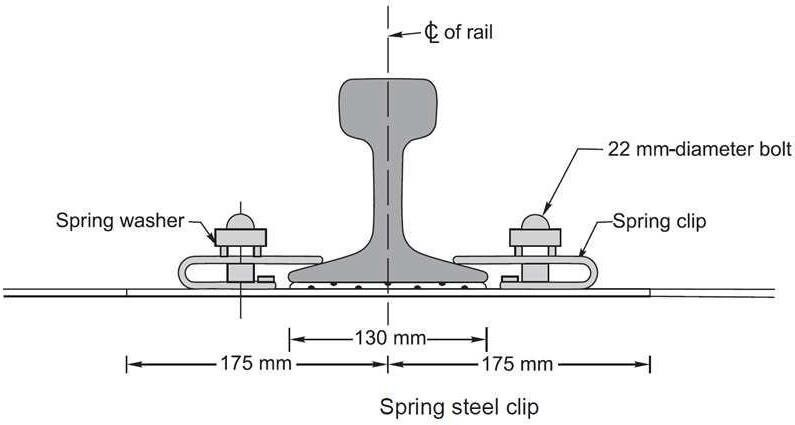 ℄ of rail
22 mm-diameter bolt
Spring washer
Spring clip
130 mm
175 mm
175 mm
Spring steel clip